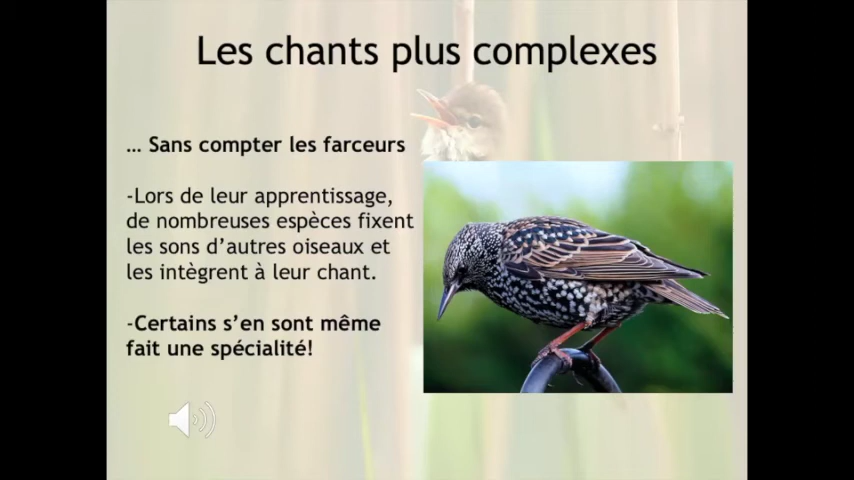 Les chants plus complexes
… Sans compter les farceurs
-Lors de leur apprentissage,
de nombreuses espèces fixent
les sons d’autres oiseaux et
les intègrent à leur chant.
-Certains s’en sont même
fait une spécialité!